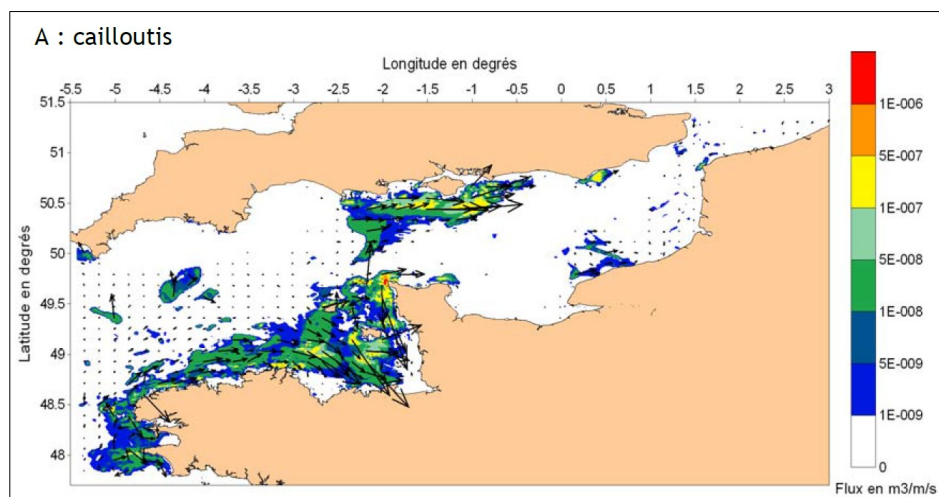 A : cailloutis
Longitude en degrés
-5.5 -5 -4.5 -4 -3.5 -3 -2.5 -2 -1.5 -1 -0.5 0 0.5 1 1.5 2 2.5 3
51.5
51
50.5
50
49.5
49
48.5
48
Latitude en degrés
1E-006
5E-007
1E-007
5E-008
1E-008
5E-009
1E-009
0
Flux en m3/m/s